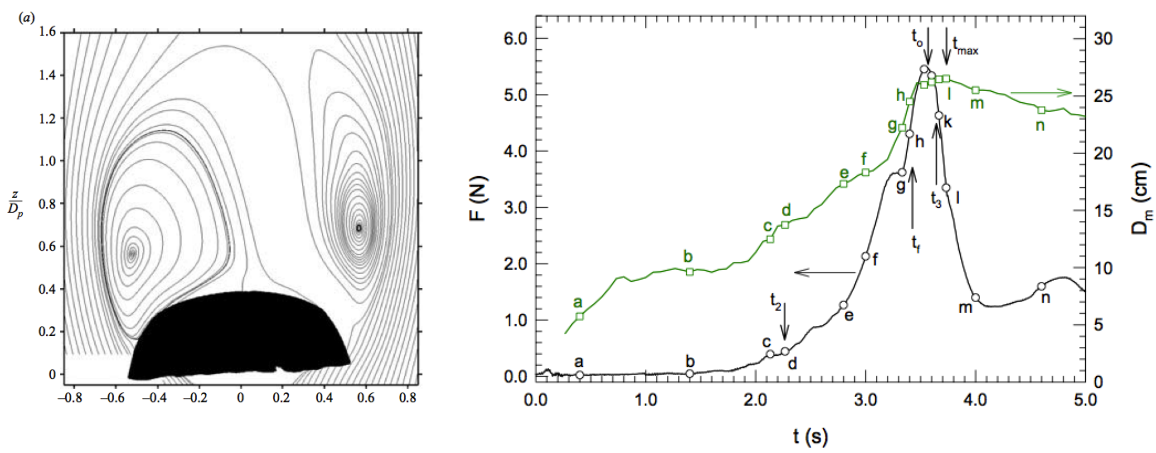 (a)
1.6
1.4
1.2
1.0
0.8
z
D_p
0.6
0.4
0.2
0
−0.8 −0.6 −0.4 −0.2 0 0.2 0.4 0.6 0.8
6.0
5.0
4.0
3.0
2.0
1.0
0.0
F (N)
t_o
t_max
h
l
m
n
g
h
k
f
e
g
t_3
d
t_f
c
b
f
a
t_2
e
n
m
c
d
a
b
30
25
20
15
10
5
0
D_m (cm)
0.0 1.0 2.0 3.0 4.0 5.0
t (s)